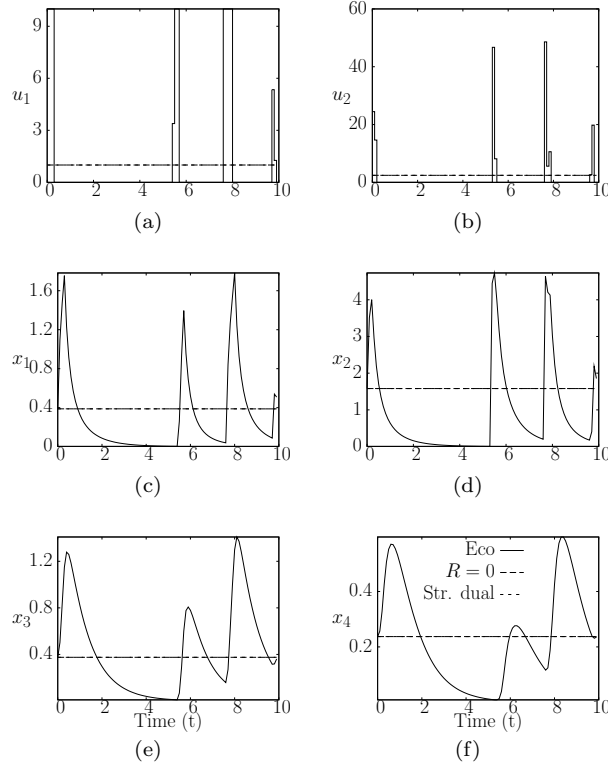 10
9
6
u1
3
0
0 2 4 6 8 10
(a)
60
40
u2
20
0
0 2 4 6 8 10
(b)
1.6
1.2
x1
0.8
0.4
0
0 2 4 6 8 10
(c)
4
3
x2
2
1
0
0 2 4 6 8 10
(d)
1.2
0.8
x3
0.4
0 2 4 6 8 10
Time (t)
(e)
0.4
x4
0.2
Eco
R = 0
Str. dual
0 2 4 6 8 10
Time (t)
(f)